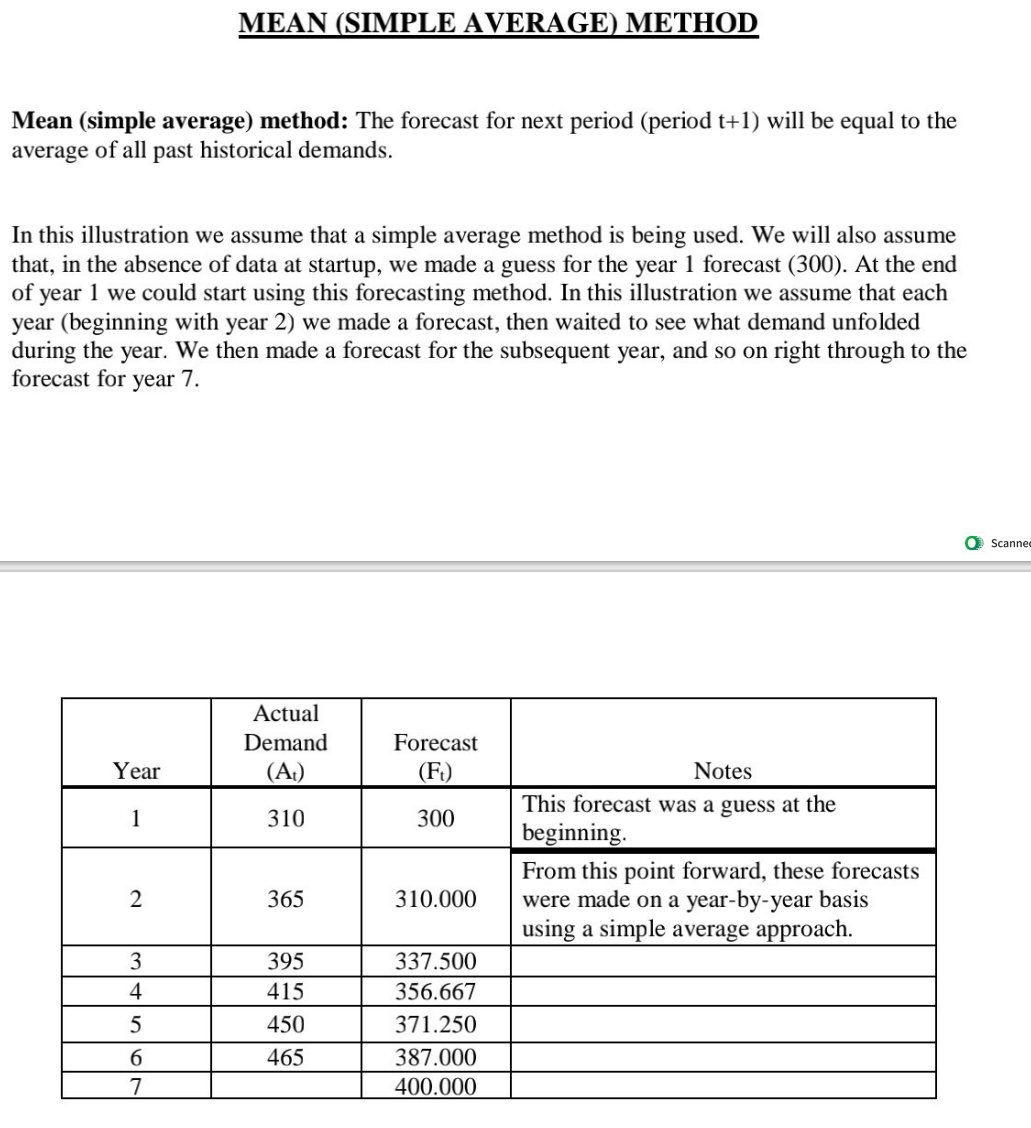 MEAN (SIMPLE AVERAGE) METHOD
Mean (simple average) method: The forecast for next period (period t+1) will be equal to the
average of all past historical demands.
In this illustration we assume that a simple average method is being used. We will also assume
that, in the absence of data at startup, we made a guess for the year 1 forecast (300). At the end
of year 1 we could start using this forecasting method. In this illustration we assume that each
year (beginning with year 2) we made a forecast, then waited to see what demand unfolded
during the year. We then made a forecast for the subsequent year, and so on right through to the
forecast for year 7.
Scanne
Year Actual Demand (At) Forecast (Ft) Notes
1 310 300 This forecast was a guess at the
beginning.
2 365 310.000 From this point forward, these forecasts
were made on a year-by-year basis
using a simple average approach.
3 395 337.500
4 415 356.667
5 450 371.250
6 465 387.000
7 400.000